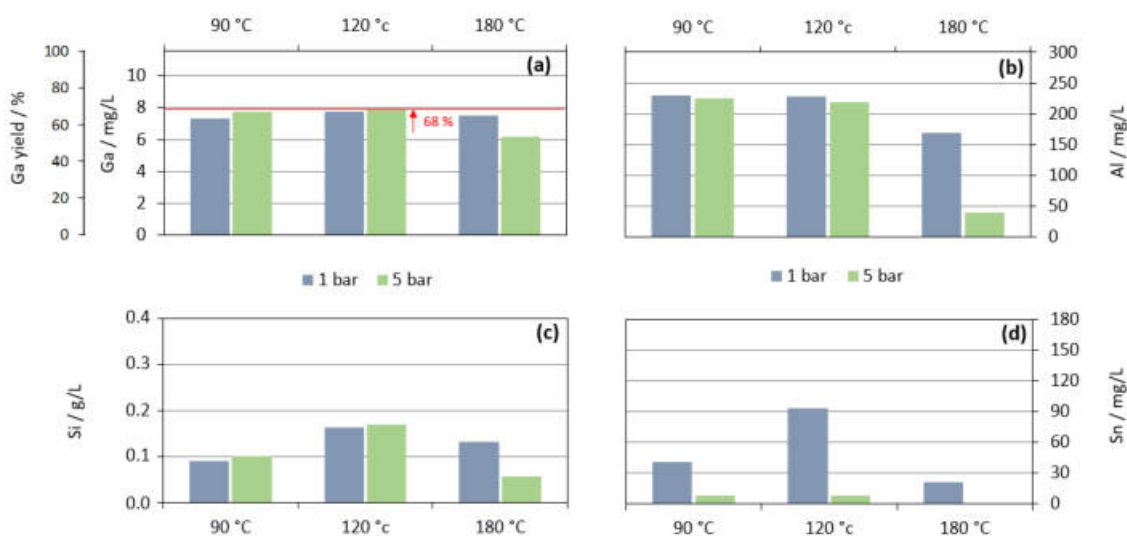 90 °C 120 °c 180 °C
100
80
60
40
20
0
Ga yield / %
10
8
6
4
2
0
Ga / mg/L
(a)
68 %
90 °C 120 °c 180 °C
(b)
300
250
200
150
100
50
0
Al / mg/L
1 bar 5 bar
1 bar 5 bar
0.4
0.3
0.2
0.1
0.0
Si / g/L
(c)
90 °C 120 °c 180 °C
(d)
180
150
120
90
60
30
0
Sn / mg/L
90 °C 120 °c 180 °C